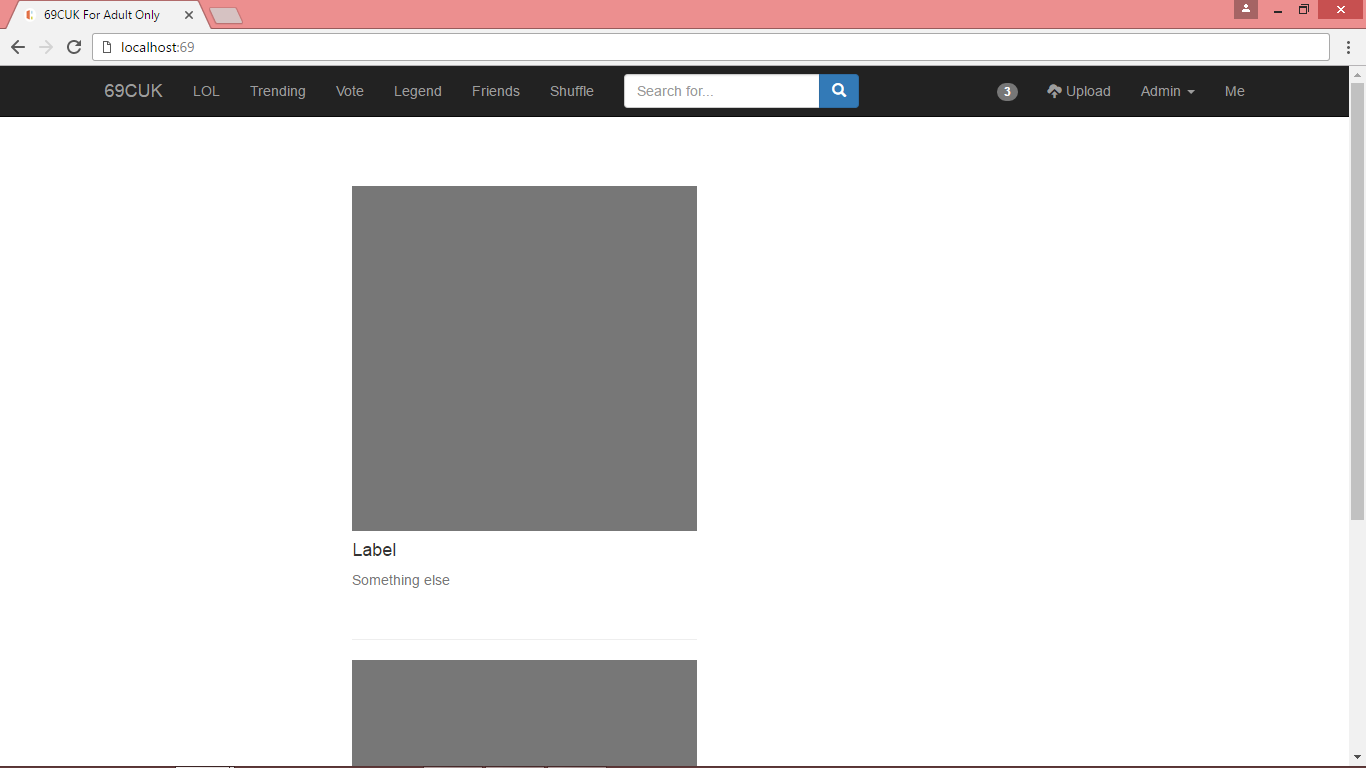 69CUK For Adult Only
localhost:69
69CUK LOL Trending Vote Legend Friends Shuffle Search for... 3 Upload Admin Me
Label
Something else